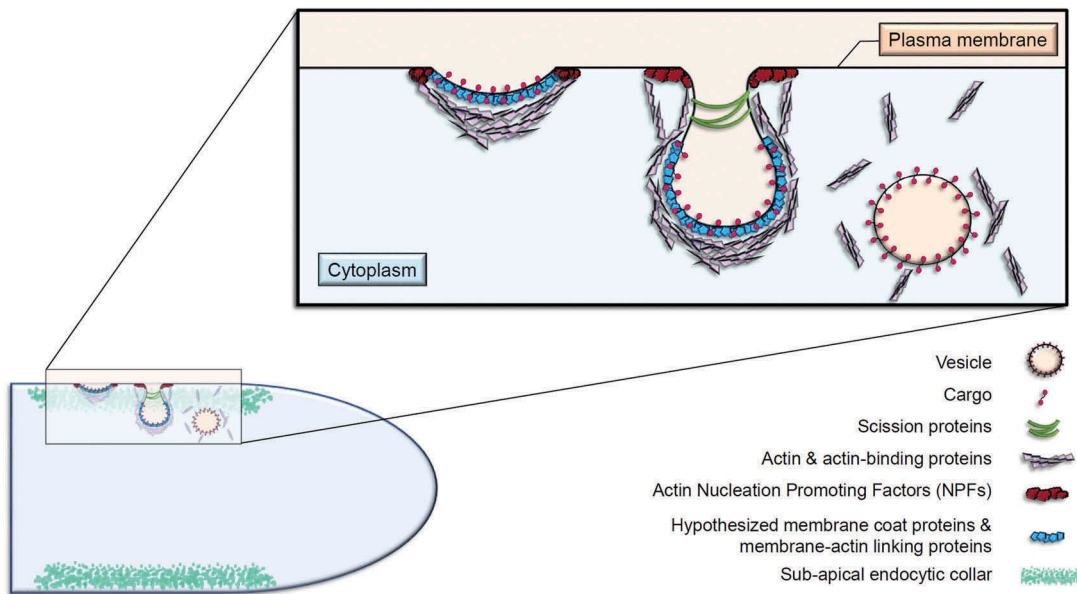 Plasma membrane
Cytoplasm
Vesicle
Cargo
Scission proteins
Actin & actin-binding proteins
Actin Nucleation Promoting Factors (NPFs)
Hypothesized membrane coat proteins &
membrane-actin linking proteins
Sub-apical endocytic collar